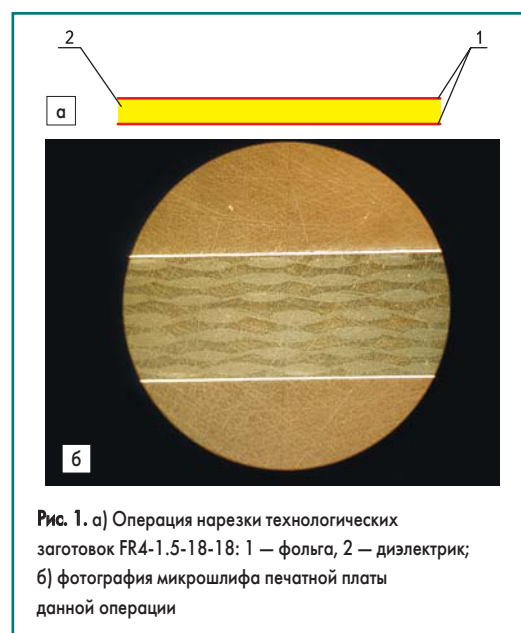 2 1
а
б
Рис. 1. а) Операция нарезки технологических
заготовок FR4-1.5-18-18: 1 — фольга, 2 — диэлектрик;
б) фотография микрошлифа печатной платы
данной операции